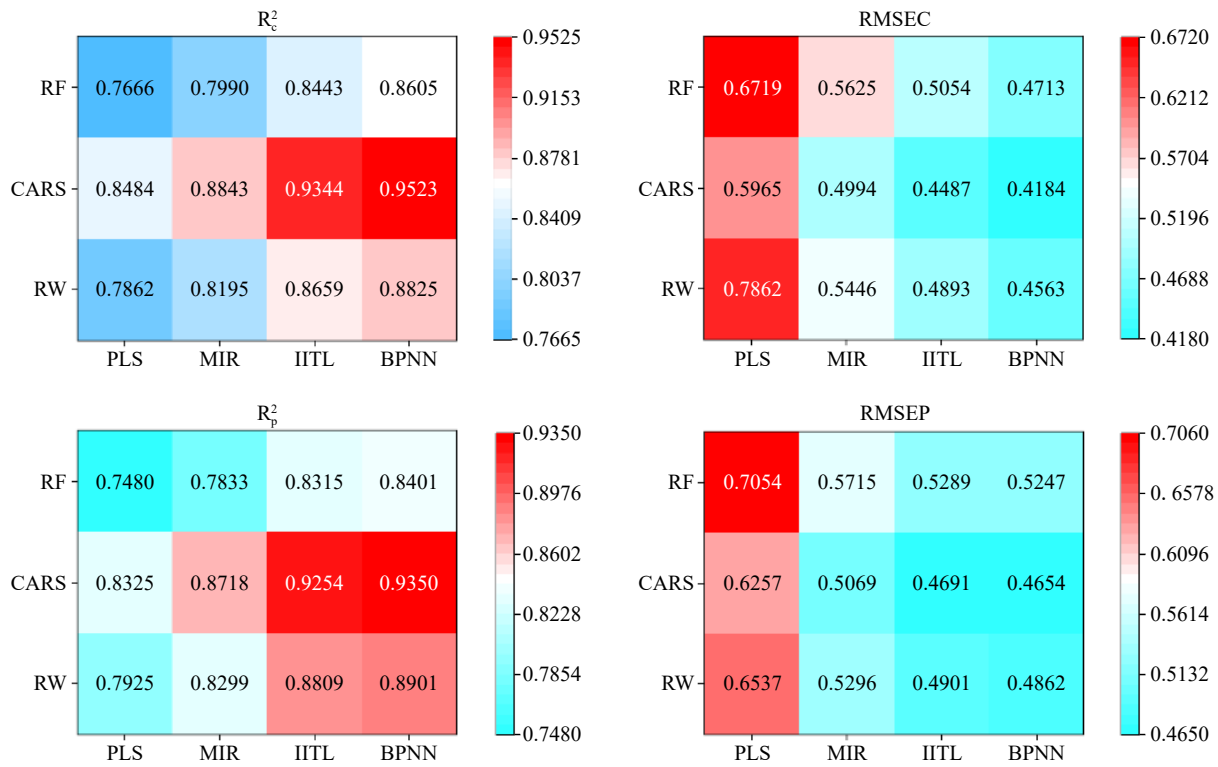 R²c
RF 0.7666 0.7990 0.8443 0.8605
CARS 0.8484 0.8843 0.9344 0.9523
RW 0.7862 0.8195 0.8659 0.8825
PLS MIR IITL BPNN
0.9525
0.9153
0.8781
0.8409
0.8037
0.7665
RMSEC
RF 0.6719 0.5625 0.5054 0.4713
CARS 0.5965 0.4994 0.4487 0.4184
RW 0.7862 0.5446 0.4893 0.4563
PLS MIR IITL BPNN
0.6720
0.6212
0.5704
0.5196
0.4688
0.4180
R²p
RF 0.7480 0.7833 0.8315 0.8401
CARS 0.8325 0.8718 0.9254 0.9350
RW 0.7925 0.8299 0.8809 0.8901
PLS MIR IITL BPNN
0.9350
0.8976
0.8602
0.8228
0.7854
0.7480
RMSEP
RF 0.7054 0.5715 0.5289 0.5247
CARS 0.6257 0.5069 0.4691 0.4654
RW 0.6537 0.5296 0.4901 0.4862
PLS MIR IITL BPNN
0.7060
0.6578
0.6096
0.5614
0.5132
0.4650